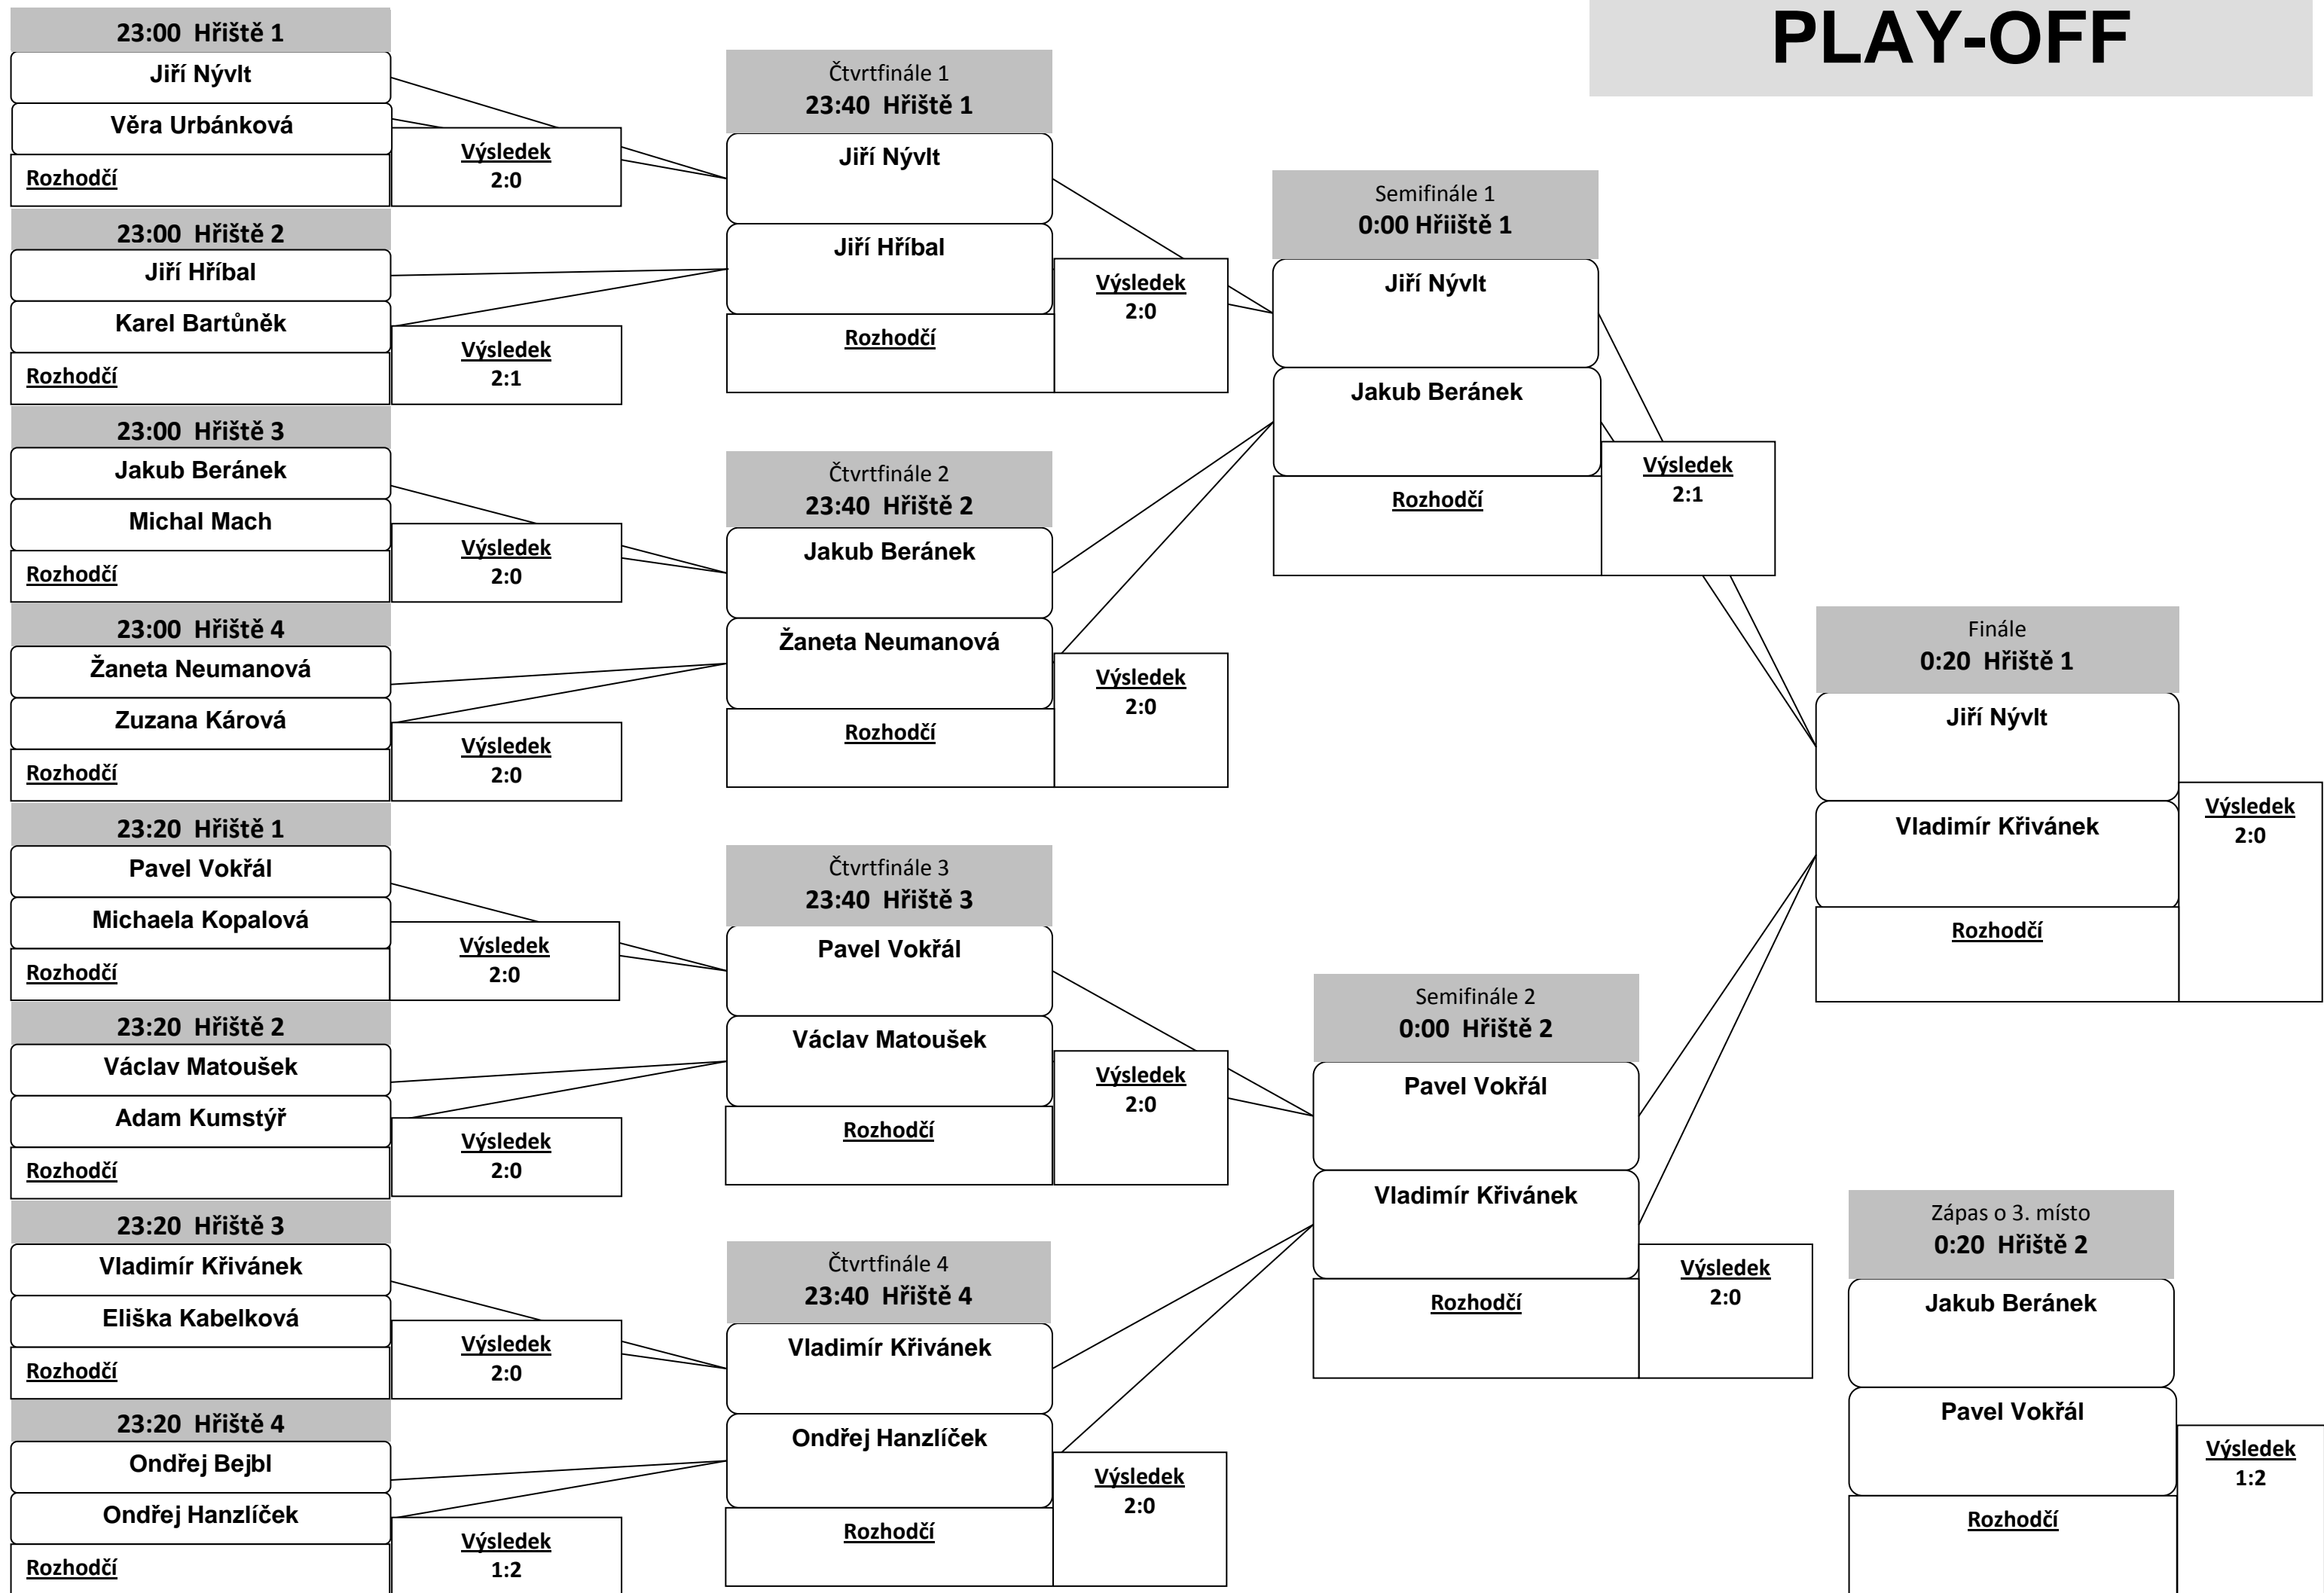 PLAY-OFF
23:00 Hřiště 1
Jiří Nývlt
Věra Urbánková
Rozhodčí
Výsledek
2:0
23:00 Hřiště 2
Jiří Hříbal
Karel Bartůněk
Rozhodčí
Výsledek
2:1
23:00 Hřiště 3
Jakub Beránek
Michal Mach
Rozhodčí
Výsledek
2:0
23:00 Hřiště 4
Žaneta Neumanová
Zuzana Kárová
Rozhodčí
Výsledek
2:0
23:20 Hřiště 1
Pavel Vokřál
Michaela Kopalová
Rozhodčí
Výsledek
2:0
23:20 Hřiště 2
Václav Matoušek
Adam Kumstýř
Rozhodčí
Výsledek
2:0
23:20 Hřiště 3
Vladimír Křivánek
Eliška Kabelková
Rozhodčí
Výsledek
2:0
23:20 Hřiště 4
Ondřej Bejbl
Ondřej Hanzlíček
Rozhodčí
Výsledek
1:2
Čtvrtfinále 1
23:40 Hřiště 1
Jiří Nývlt
Jiří Hříbal
Rozhodčí
Výsledek
2:0
Čtvrtfinále 2
23:40 Hřiště 2
Jakub Beránek
Žaneta Neumanová
Rozhodčí
Výsledek
2:0
Čtvrtfinále 3
23:40 Hřiště 3
Pavel Vokřál
Václav Matoušek
Rozhodčí
Výsledek
2:0
Čtvrtfinále 4
23:40 Hřiště 4
Vladimír Křivánek
Ondřej Hanzlíček
Rozhodčí
Výsledek
2:0
Semifinále 1
0:00 Hřiiště 1
Jiří Nývlt
Jakub Beránek
Rozhodčí
Výsledek
2:1
Semifinále 2
0:00 Hřiště 2
Pavel Vokřál
Vladimír Křivánek
Rozhodčí
Výsledek
2:0
Finále
0:20 Hřiště 1
Jiří Nývlt
Vladimír Křivánek
Rozhodčí
Výsledek
2:0
Zápas o 3. místo
0:20 Hřiště 2
Jakub Beránek
Pavel Vokřál
Rozhodčí
Výsledek
1:2